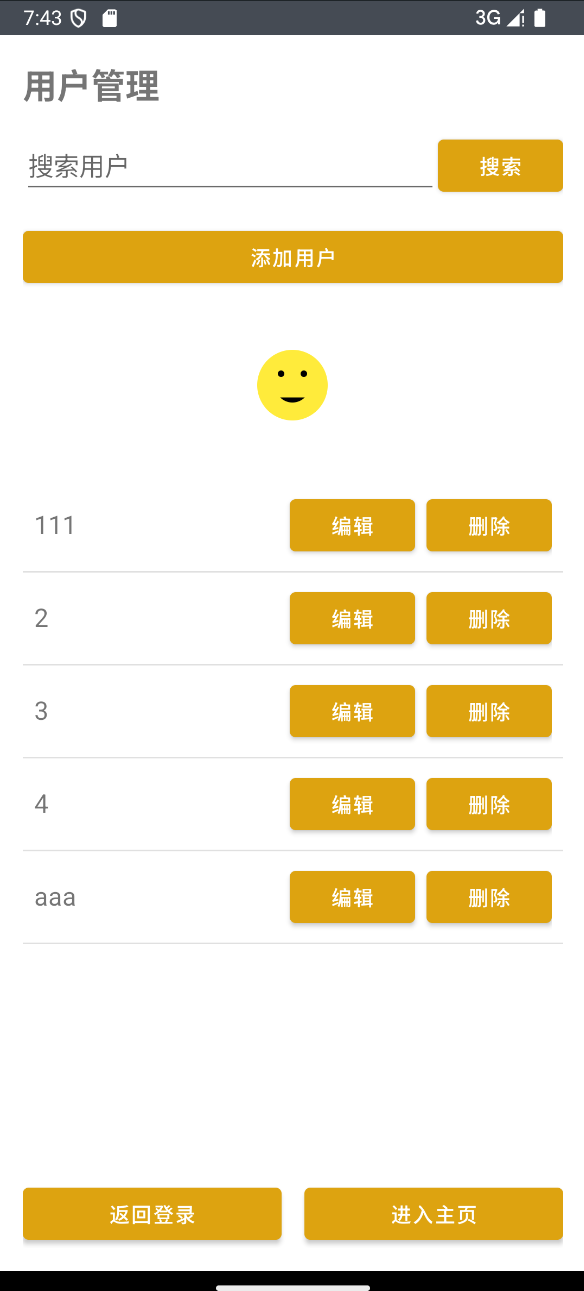 7:43 3G
用户管理
搜索用户 搜索
添加用户
111 编辑 删除
2 编辑 删除
3 编辑 删除
4 编辑 删除
aaa 编辑 删除
返回登录 进入主页